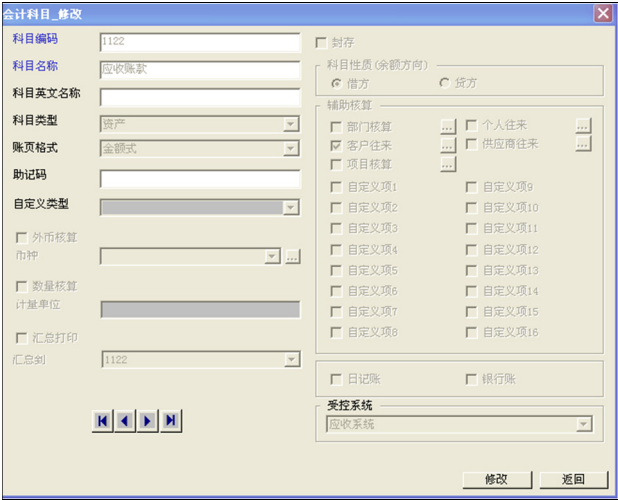 会计科目_修改
科目编码 1122
科目名称 应收账款
科目英文名称
科目类型 资产
账页格式 金额式
助记码
自定义类型
外币核算
币种 ...
数量核算
计量单位
汇总打印
汇总到 1122
封存
科目性质(余额方向)
借方 贷方
辅助核算
部门核算 ... 个人往来 ...
客户往来 ... 供应商往来 ...
项目核算 ...
自定义项1 自定义项9
自定义项2 自定义项10
自定义项3 自定义项11
自定义项4 自定义项12
自定义项5 自定义项13
自定义项6 自定义项14
自定义项7 自定义项15
自定义项8 自定义项16
日记账 银行账
受控系统
应收系统
修改 返回